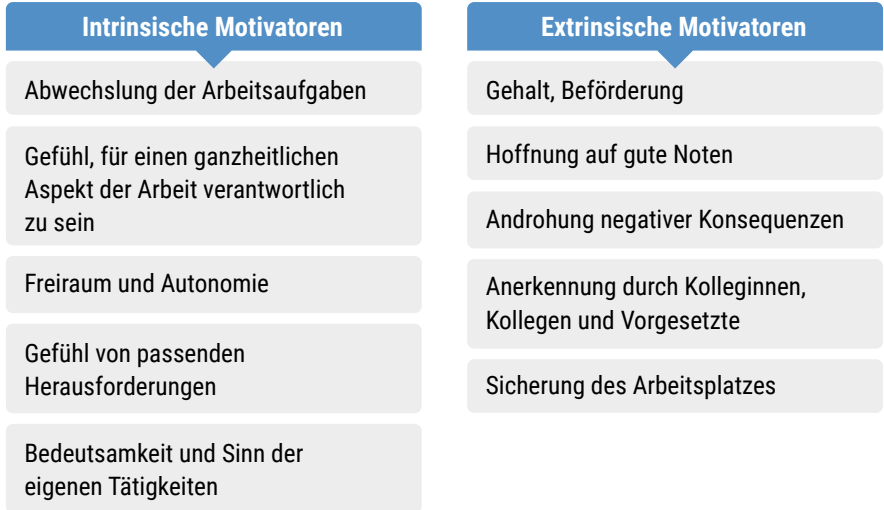 Intrinsische Motivatoren
Abwechslung der Arbeitsaufgaben
Gefühl, für einen ganzheitlichen
Aspekt der Arbeit verantwortlich
zu sein
Freiraum und Autonomie
Gefühl von passenden
Herausforderungen
Bedeutsamkeit und Sinn der
eigenen Tätigkeiten
Extrinsische Motivatoren
Gehalt, Beförderung
Hoffnung auf gute Noten
Androhung negativer Konsequenzen
Anerkennung durch Kolleginnen,
Kollegen und Vorgesetzte
Sicherung des Arbeitsplatzes